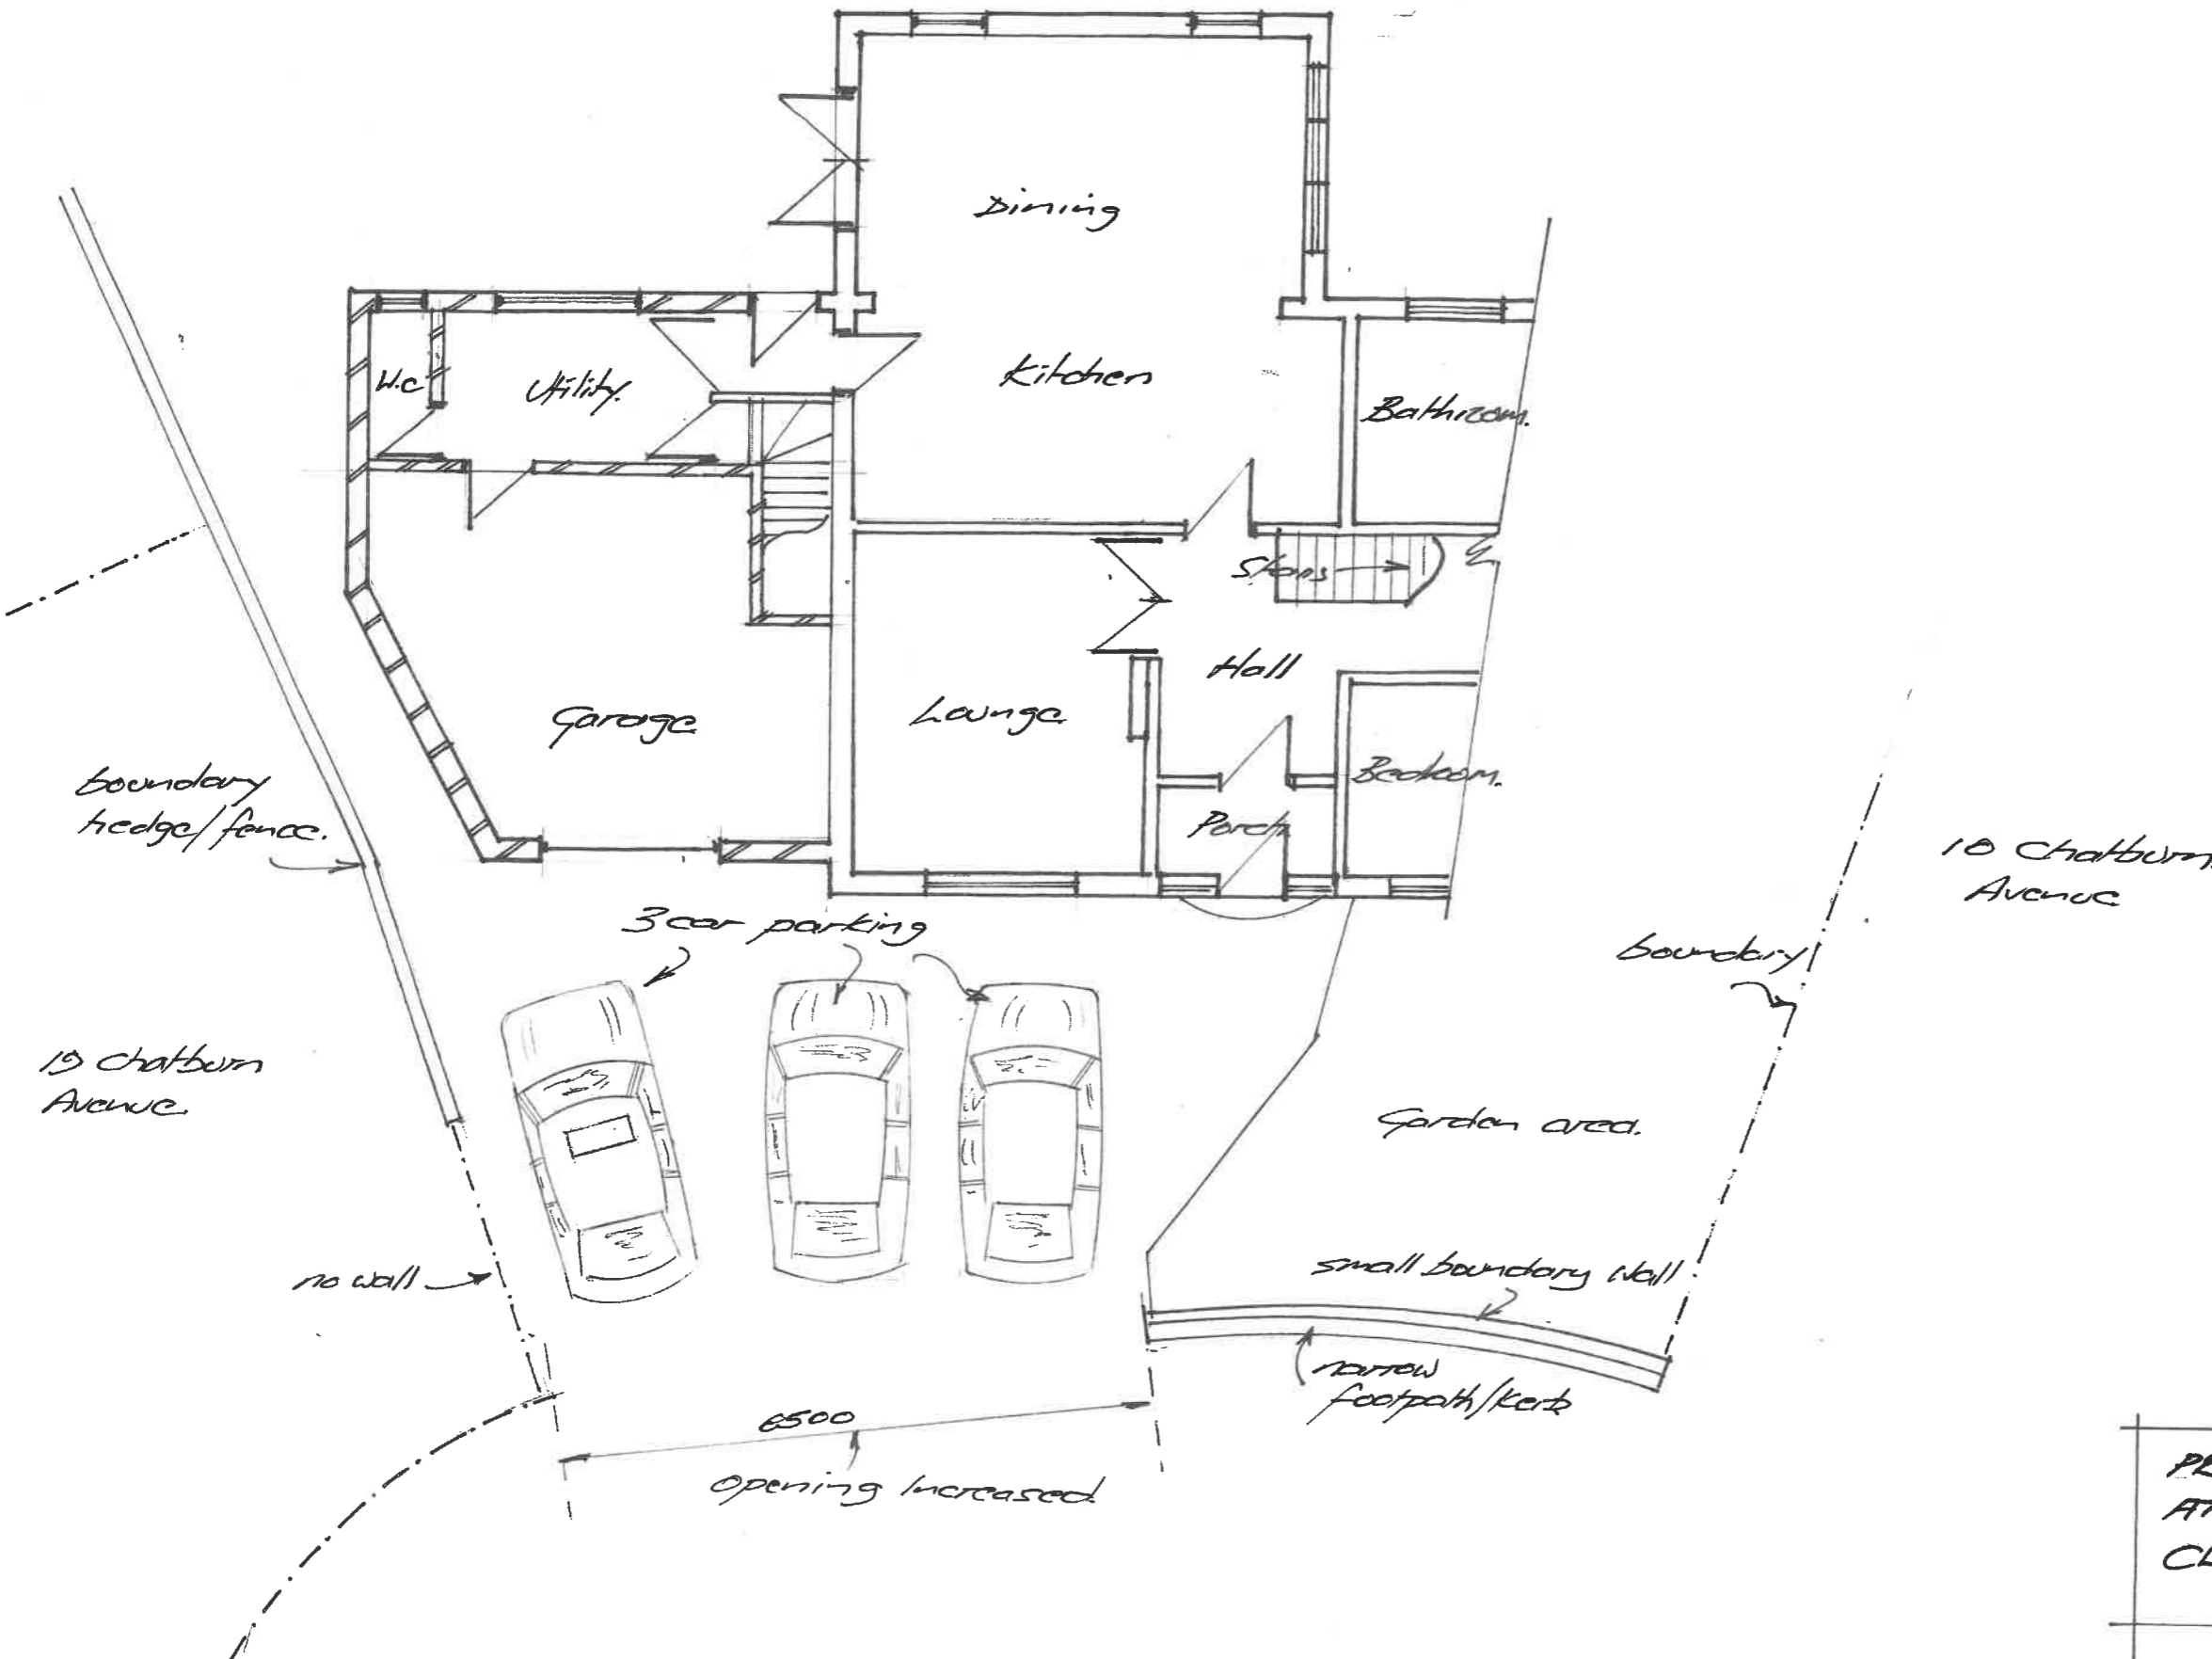 Dining
Kitchen
W.C
Utility.
Bathroom.
Stairs
Hall
Lounge
Garage
Bedroom.
Porch
boundary
hedge/fence.
3 car parking
boundary
Chatburn
Avenue
19 Chatburn
Avenue
Garden area.
no wall
small boundary wall
narrow
footpath/kerb
6500
Opening Increased.